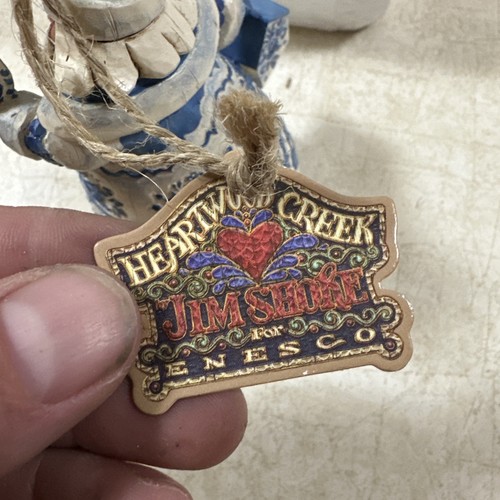 HEARTWOOD CREEK
JIM SHORE
For
ENESCO